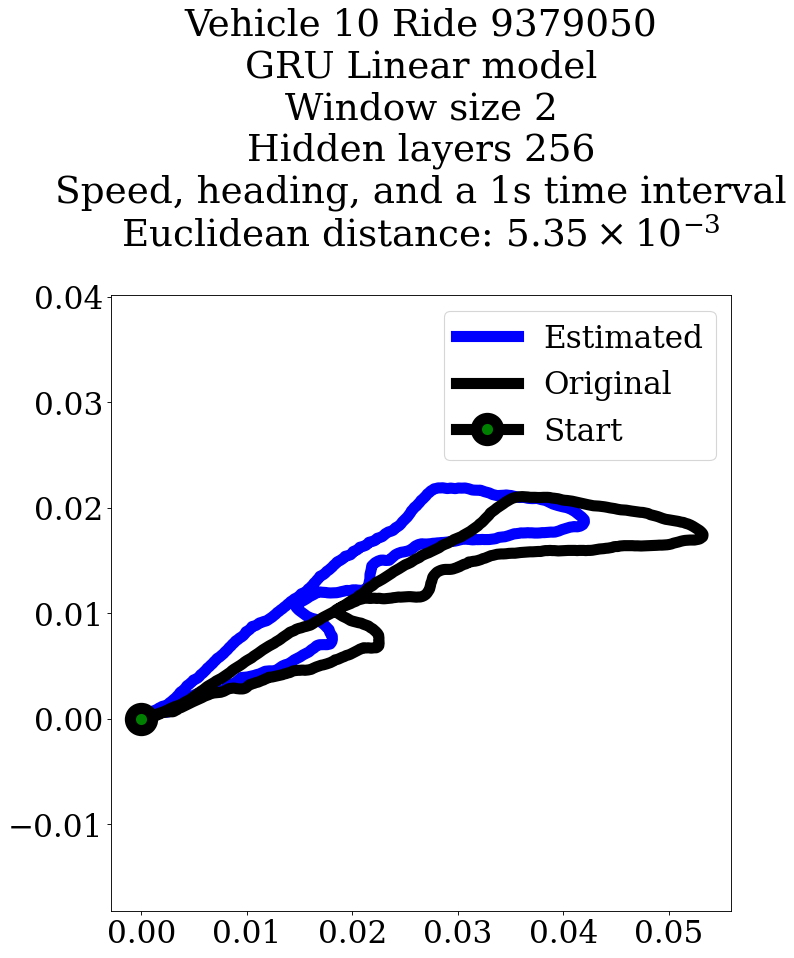 Vehicle 10 Ride 9379050
GRU Linear model
Window size 2
Hidden layers 256
Speed, heading, and a 1s time interval
Euclidean distance: 5.35 × 10⁻³
Estimated
Original
Start
0.04
0.03
0.02
0.01
0.00
−0.01
0.00 0.01 0.02 0.03 0.04 0.05